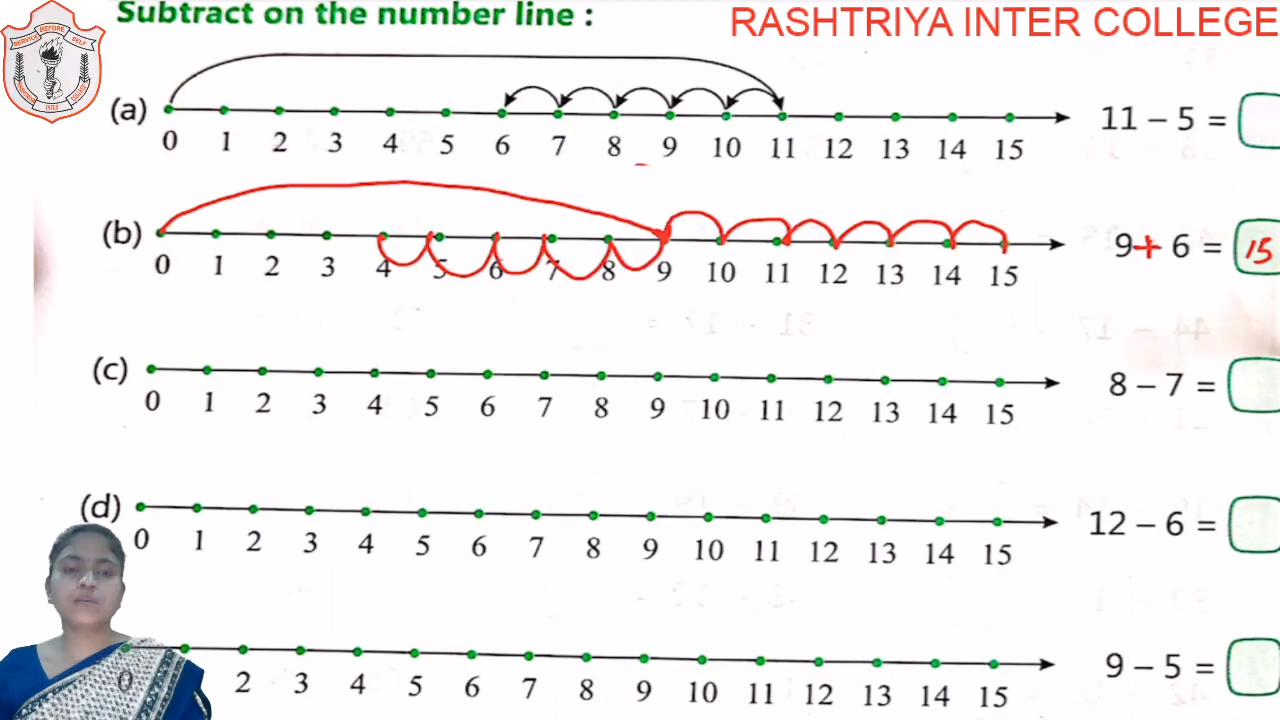 Subtract on the number line :
RASHTRIYA INTER COLLEGE
SERVICE BEFORE SELF
INTER
(a)
0 1 2 3 4 5 6 7 8 9 10 11 12 13 14 15
11 – 5 =
(b)
0 1 2 3 4 5 6 7 8 9 10 11 12 13 14 15
9 + 6 = 15
(c)
0 1 2 3 4 5 6 7 8 9 10 11 12 13 14 15
8 – 7 =
(d)
0 1 2 3 4 5 6 7 8 9 10 11 12 13 14 15
12 – 6 =
0 2 3 4 5 6 7 8 9 10 11 12 13 14 15
9 – 5 =